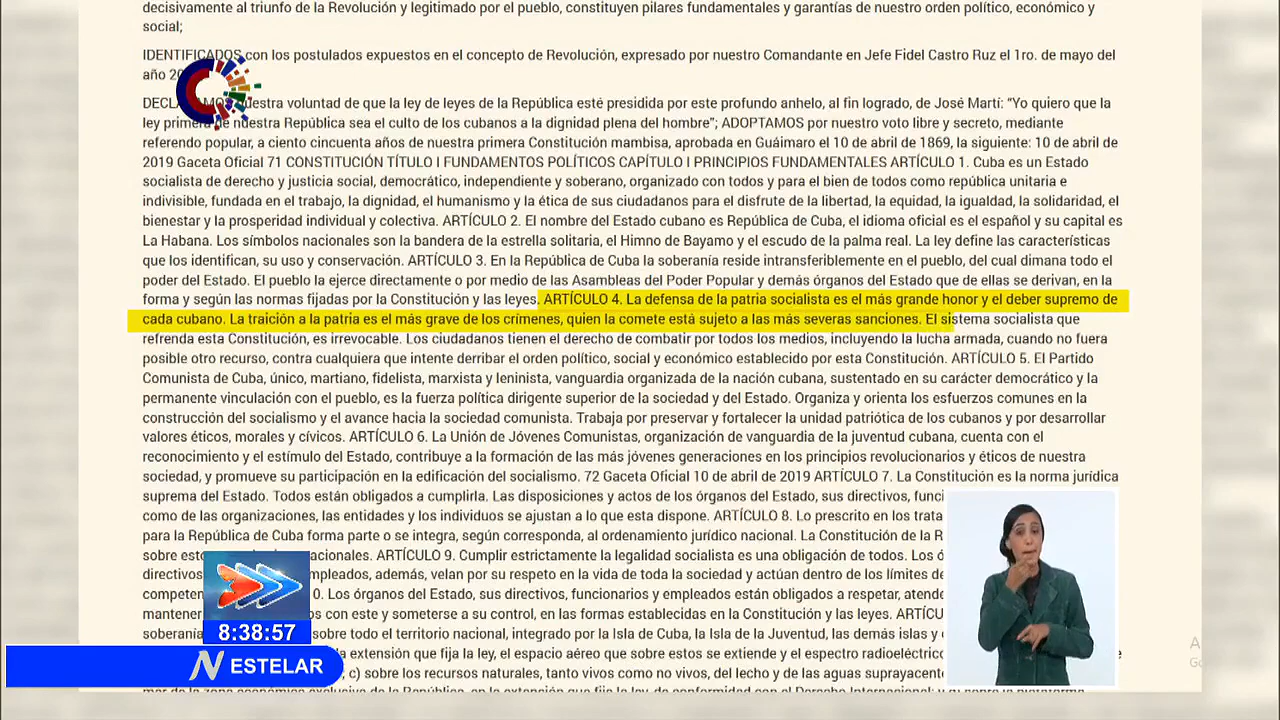 decisivamente al triunfo de la Revolución y legitimado por el pueblo, constituyen pilares fundamentales y garantías de nuestro orden político, económico y
social;
IDENTIFICADOS con los postulados expuestos en el concepto de Revolución, expresado por nuestro Comandante en Jefe Fidel Castro Ruz el 1ro. de mayo del
año
nuestra voluntad de que la ley de leyes de la República esté presidida por este profundo anhelo, al fin logrado, de José Martí: “Yo quiero que la
ley primera de nuestra República sea el culto de los cubanos a la dignidad plena del hombre”; ADOPTAMOS por nuestro voto libre y secreto, mediante
referendo popular, a ciento cincuenta años de nuestra primera Constitución mambisa, aprobada en Guáimaro el 10 de abril de 1869, la siguiente: 10 de abril de
2019 Gaceta Oficial 71 CONSTITUCIÓN TÍTULO I FUNDAMENTOS POLÍTICOS CAPÍTULO I PRINCIPIOS FUNDAMENTALES ARTÍCULO 1. Cuba es un Estado
socialista de derecho y justicia social, democrático, independiente y soberano, organizado con todos y para el bien de todos como república unitaria e
indivisible, fundada en el trabajo, la dignidad, el humanismo y la ética de sus ciudadanos para el disfrute de la libertad, la equidad, la igualdad, la solidaridad, el
bienestar y la prosperidad individual y colectiva. ARTÍCULO 2. El nombre del Estado cubano es República de Cuba, el idioma oficial es el español y su capital es
La Habana. Los símbolos nacionales son la bandera de la estrella solitaria, el Himno de Bayamo y el escudo de la palma real. La ley define las características
que los identifican, su uso y conservación. ARTÍCULO 3. En la República de Cuba la soberanía reside intransferiblemente en el pueblo, del cual dimana todo el
poder del Estado. El pueblo la ejerce directamente o por medio de las Asambleas del Poder Popular y demás órganos del Estado que de ellas se derivan, en la
forma y según las normas fijadas por la Constitución y las leyes. ARTÍCULO 4. La defensa de la patria socialista es el más grande honor y el deber supremo de
cada cubano. La traición a la patria es el más grave de los crímenes, quien la comete está sujeto a las más severas sanciones. El sistema socialista que
refrenda esta Constitución, es irrevocable. Los ciudadanos tienen el derecho de combatir por todos los medios, incluyendo la lucha armada, cuando no fuera
posible otro recurso, contra cualquiera que intente derribar el orden político, social y económico establecido por esta Constitución. ARTÍCULO 5. El Partido
Comunista de Cuba, único, martiano, fidelista, marxista y leninista, vanguardia organizada de la nación cubana, sustentado en su carácter democrático y la
permanente vinculación con el pueblo, es la fuerza política dirigente superior de la sociedad y del Estado. Organiza y orienta los esfuerzos comunes en la
construcción del socialismo y el avance hacia la sociedad comunista. Trabaja por preservar y fortalecer la unidad patriótica de los cubanos y por desarrollar
valores éticos, morales y cívicos. ARTÍCULO 6. La Unión de Jóvenes Comunistas, organización de vanguardia de la juventud cubana, cuenta con el
reconocimiento y el estímulo del Estado, contribuye a la formación de las más jóvenes generaciones en los principios revolucionarios y éticos de nuestra
sociedad, y promueve su participación en la edificación del socialismo. 72 Gaceta Oficial 10 de abril de 2019 ARTÍCULO 7. La Constitución es la norma jurídica
suprema del Estado. Todos están obligados a cumplirla. Las disposiciones y actos de los órganos del Estado, sus directivos,
como de las organizaciones, las entidades y los individuos se ajustan a lo que esta dispone. ARTÍCULO 8. Lo prescrito en los
para la República de Cuba forma parte o se integra, según corresponda, al ordenamiento jurídico nacional. La Constitución de la
sobre ARTÍCULO 9. Cumplir estrictamente la legalidad socialista es una obligación de todos. Los
directivos además, velan por su respeto en la vida de toda la sociedad y actúan dentro de los límites de
0. Los órganos del Estado, sus directivos, funcionarios y empleados están obligados a respetar,
con este y someterse a su control, en las formas establecidas en la Constitución y las leyes.
sobre todo el territorio nacional, integrado por la Isla de Cuba, la Isla de la Juventud, las demás islas y
la extensión que fija la ley, el espacio aéreo que sobre estos se extiende y el espectro
c) sobre los recursos naturales, tanto vivos como no vivos, del lecho y de las aguas
8:38:57
N ESTELAR